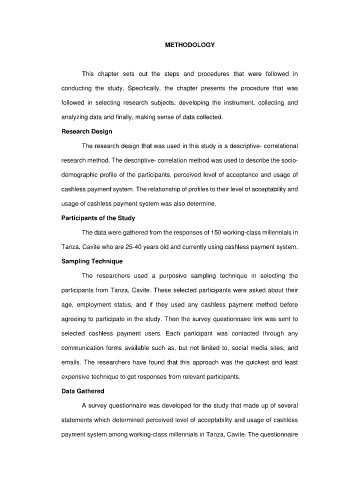 METHODOLOGY
This chapter sets out the steps and procedures that were followed in
conducting the study. Specifically, the chapter presents the procedure that was
followed in selecting research subjects, developing the instrument, collecting and
analyzing data and finally, making sense of data collected.
Research Design
The research design that was used in this study is a descriptive- correlational
research method. The descriptive- correlation method was used to describe the socio-
demographic profile of the participants, perceived level of acceptance and usage of
cashless payment system. The relationship of profiles to their level of acceptability and
usage of cashless payment system was also determine.
Participants of the Study
The data were gathered from the responses of 150 working-class millennials in
Tanza, Cavite who are 25-40 years old and currently using cashless payment system.
Sampling Technique
The researchers used a purposive sampling technique in selecting the
participants from Tanza, Cavite. These selected participants were asked about their
age, employment status, and if they used any cashless payment method before
agreeing to participate in the study. Then the survey questionnaire link was sent to
selected cashless payment users. Each participant was contacted through any
communication forms available such as, but not limited to, social media sites, and
emails. The researchers have found that this approach was the quickest and least
expensive technique to get responses from relevant participants.
Data Gathered
A survey questionnaire was developed for the study that made up of several
statements which determined perceived level of acceptability and usage of cashless
payment system among working-class millennials in Tanza, Cavite. The questionnaire